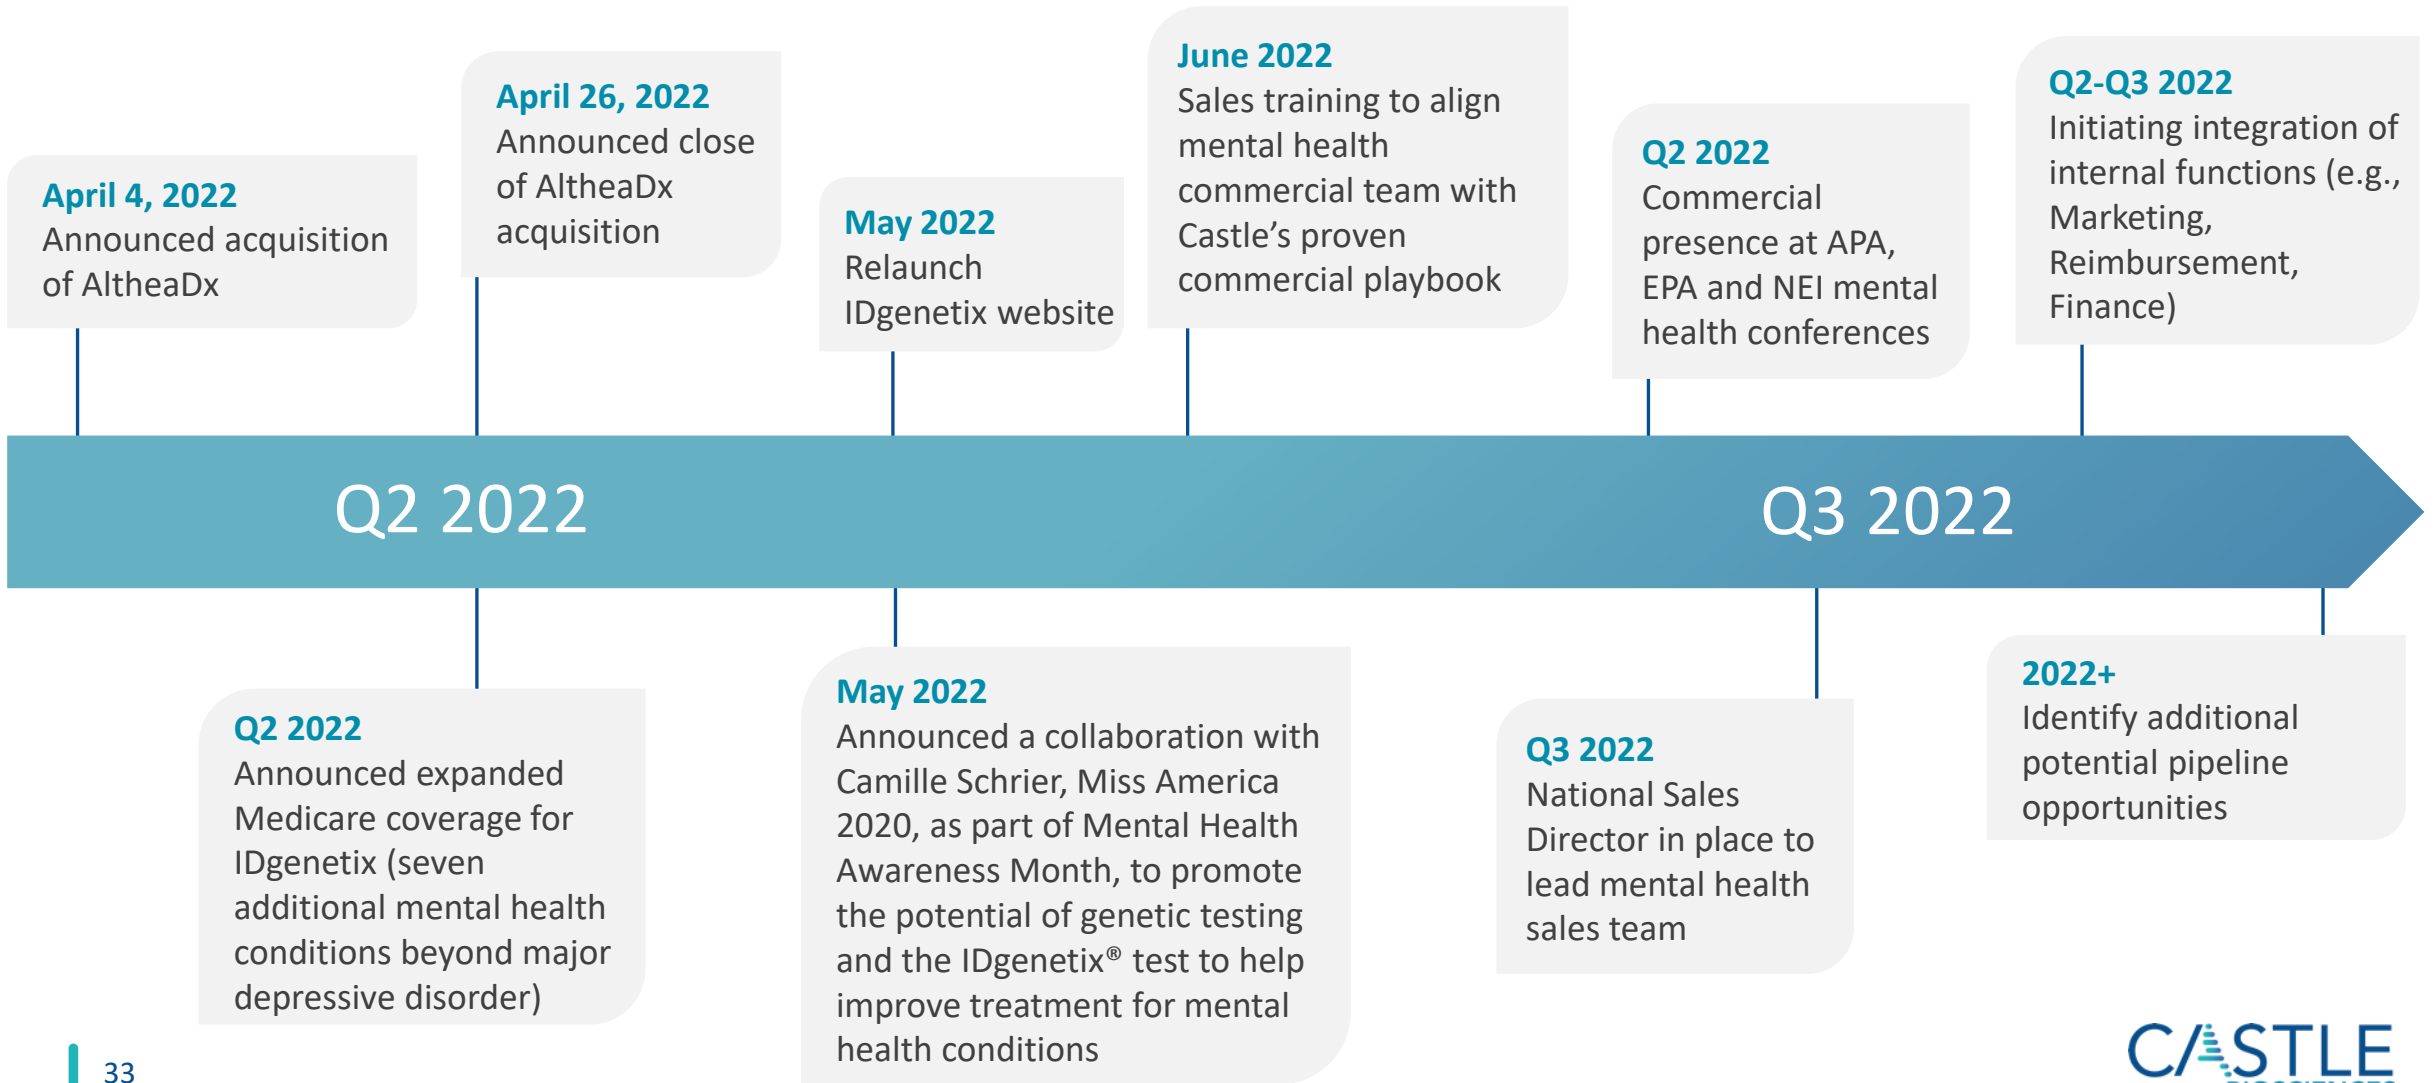 April 4, 2022
Announced acquisition
of AltheaDx
April 26, 2022
Announced close
of AltheaDx
acquisition
May 2022
Relaunch
IDgenetix website
June 2022
Sales training to align
mental health
commercial team with
Castle’s proven
commercial playbook
Q2 2022
Commercial
presence at APA,
EPA and NEI mental
health conferences
Q2-Q3 2022
Initiating integration of
internal functions (e.g.,
Marketing,
Reimbursement,
Finance)
Q2 2022
Q3 2022
Q2 2022
Announced expanded
Medicare coverage for
IDgenetix (seven
additional mental health
conditions beyond major
depressive disorder)
May 2022
Announced a collaboration with
Camille Schrier, Miss America
2020, as part of Mental Health
Awareness Month, to promote
the potential of genetic testing
and the IDgenetix® test to help
improve treatment for mental
health conditions
Q3 2022
National Sales
Director in place to
lead mental health
sales team
2022+
Identify additional
potential pipeline
opportunities
33
CASTLE